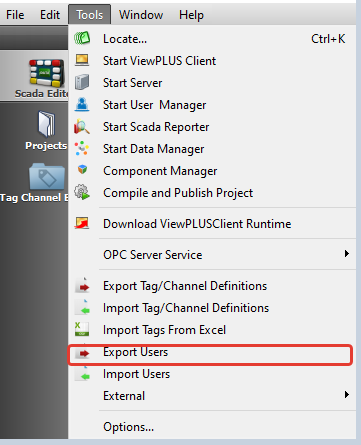 File Edit Tools Window Help
Locate... Ctrl+K
Start ViewPLUS Client
Start Server
Start User Manager
Start Scada Reporter
Start Data Manager
Component Manager
Compile and Publish Project
Download ViewPLUSClient Runtime
OPC Server Service
Export Tag/Channel Definitions
Import Tag/Channel Definitions
Import Tags From Excel
Export Users
Import Users
External
Options...
Scada Edito
Projects
Tag Channel E